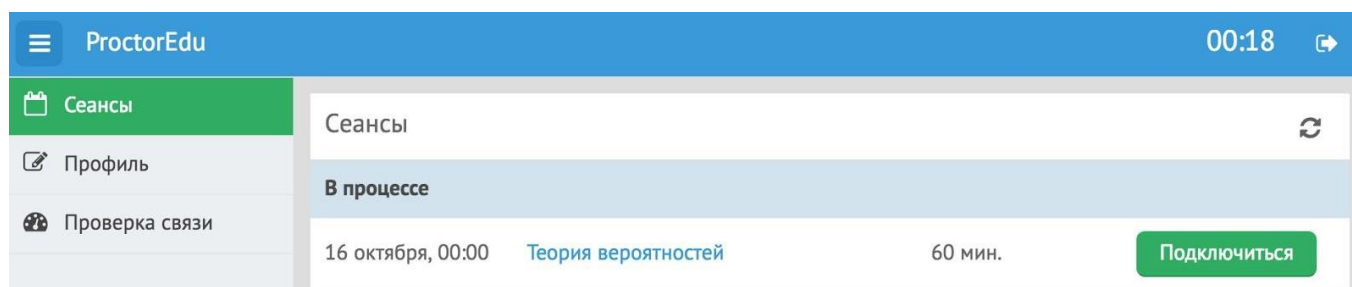 ProctorEdu 00:18
Сеансы
Профиль
Проверка связи
Сеансы
В процессе
16 октября, 00:00 Теория вероятностей 60 мин. Подключиться